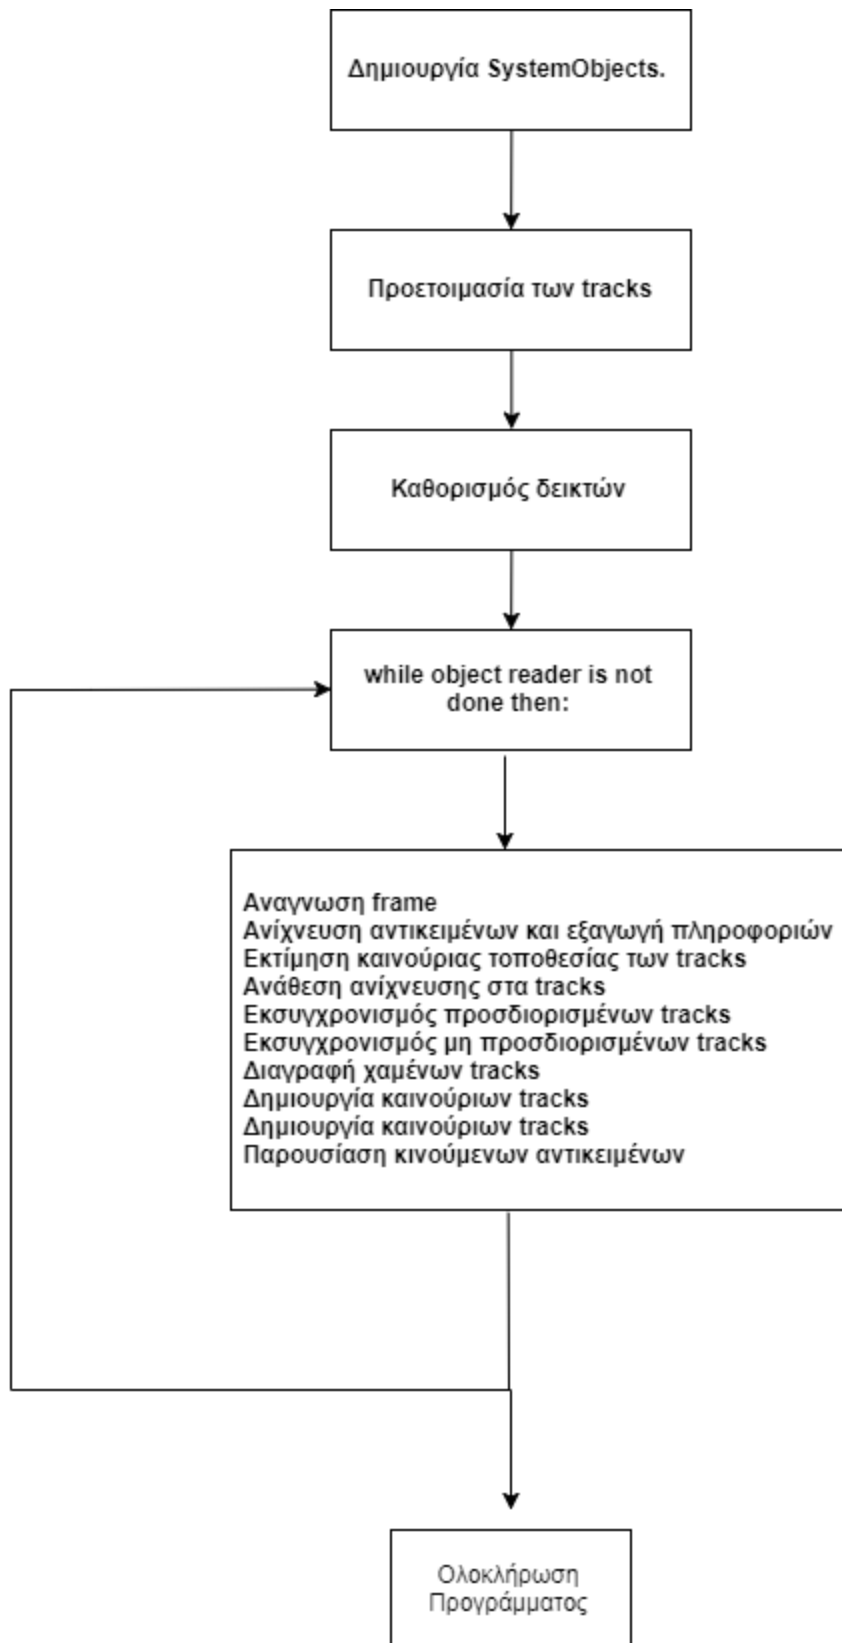 Δημιουργία SystemObjects.
Προετοιμασία των tracks
Καθορισμός δεικτών
while object reader is not
done then:
Αναγνωση frame
Ανίχνευση αντικειμένων και εξαγωγή πληροφοριών
Εκτίμηση καινούριας τοποθεσίας των tracks
Ανάθεση ανίχνευσης στα tracks
Εκσυγχρονισμός προσδιορισμένων tracks
Εκσυγχρονισμός μη προσδιορισμένων tracks
Διαγραφή χαμένων tracks
Δημιουργία καινούριων tracks
Δημιουργία καινούριων tracks
Παρουσίαση κινούμενων αντικειμένων
Ολοκλήρωση
Προγράμματος